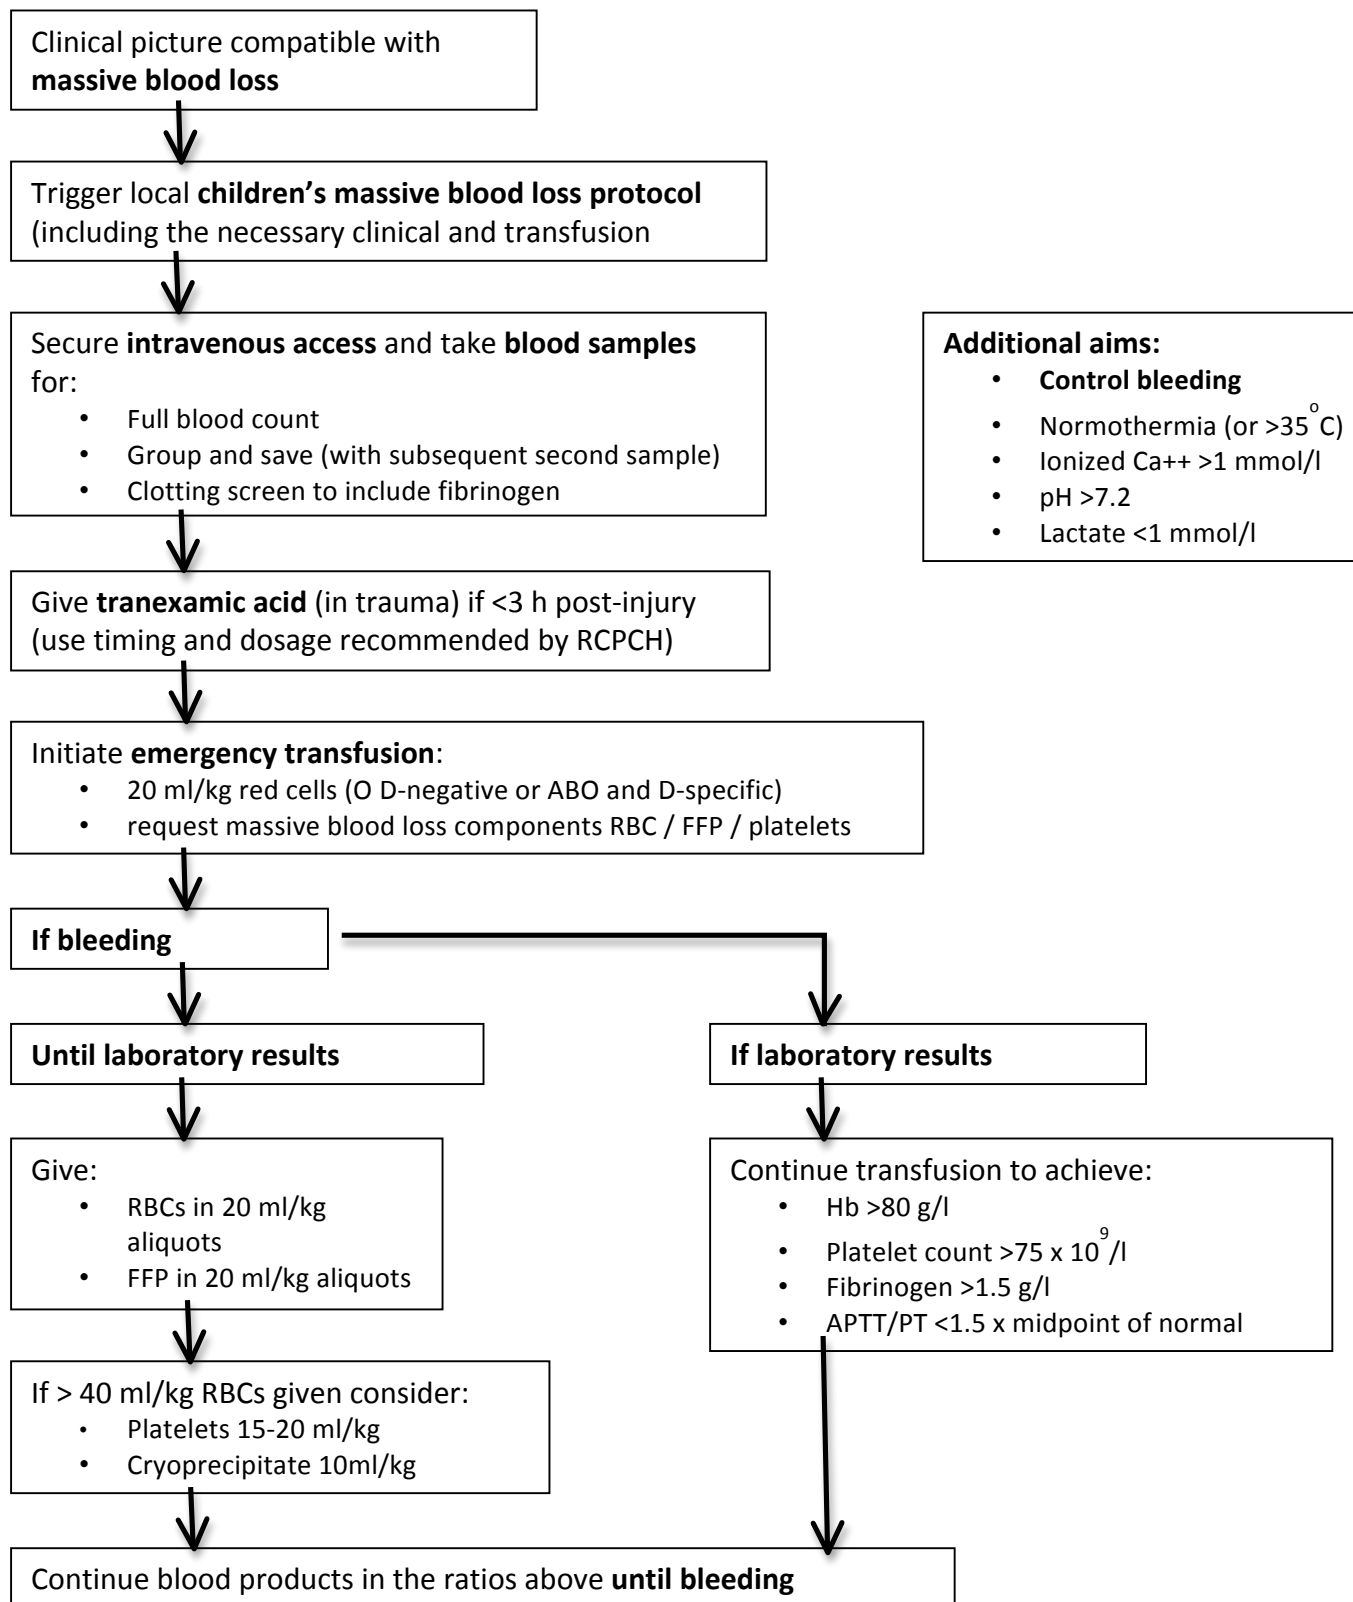 Clinical picture compatible with
massive blood loss
Trigger local children’s massive blood loss protocol
(including the necessary clinical and transfusion
Secure intravenous access and take blood samples
for:
• Full blood count
• Group and save (with subsequent second sample)
• Clotting screen to include fibrinogen
Additional aims:
• Control bleeding
• Normothermia (or >35°C)
• Ionized Ca++ >1 mmol/l
• pH >7.2
• Lactate <1 mmol/l
Give tranexamic acid (in trauma) if <3 h post-injury
(use timing and dosage recommended by RCPCH)
Initiate emergency transfusion:
• 20 ml/kg red cells (O D-negative or ABO and D-specific)
• request massive blood loss components RBC / FFP / platelets
If bleeding
Until laboratory results
If laboratory results
Give:
• RBCs in 20 ml/kg
aliquots
• FFP in 20 ml/kg aliquots
Continue transfusion to achieve:
• Hb >80 g/l
• Platelet count >75 x 10⁹/l
• Fibrinogen >1.5 g/l
• APTT/PT <1.5 x midpoint of normal
If > 40 ml/kg RBCs given consider:
• Platelets 15-20 ml/kg
• Cryoprecipitate 10ml/kg
Continue blood products in the ratios above until bleeding